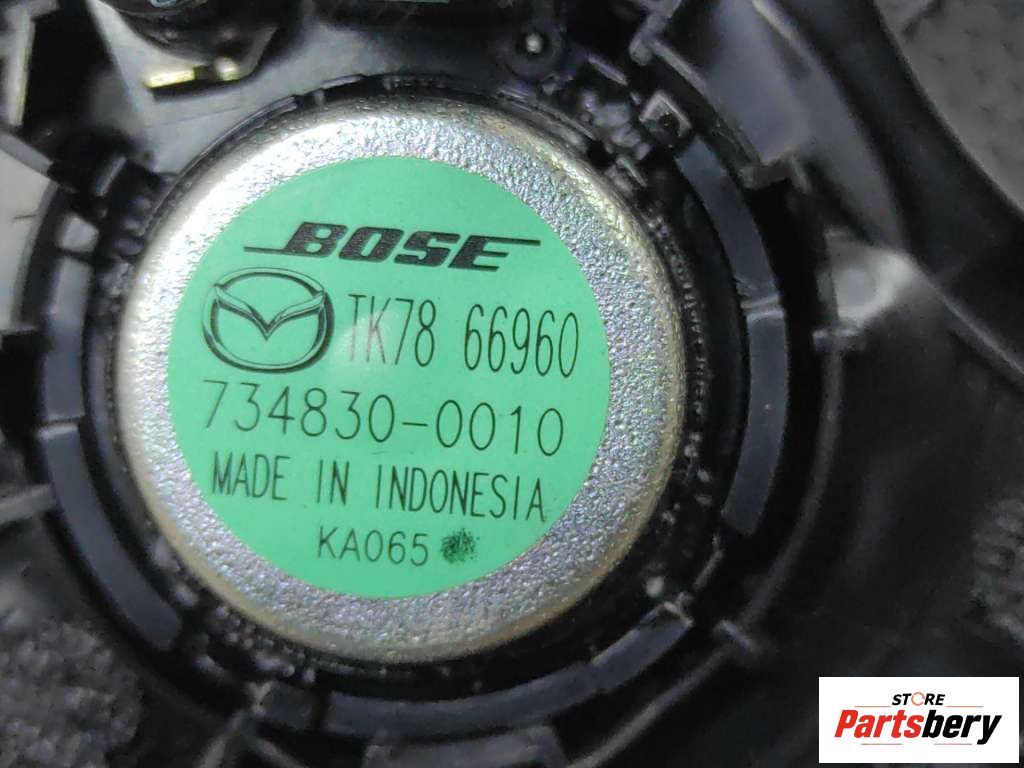 BOSE
TK78 66960
734830-0010
MADE IN INDONESIA
KA065
STORE
Partsbery